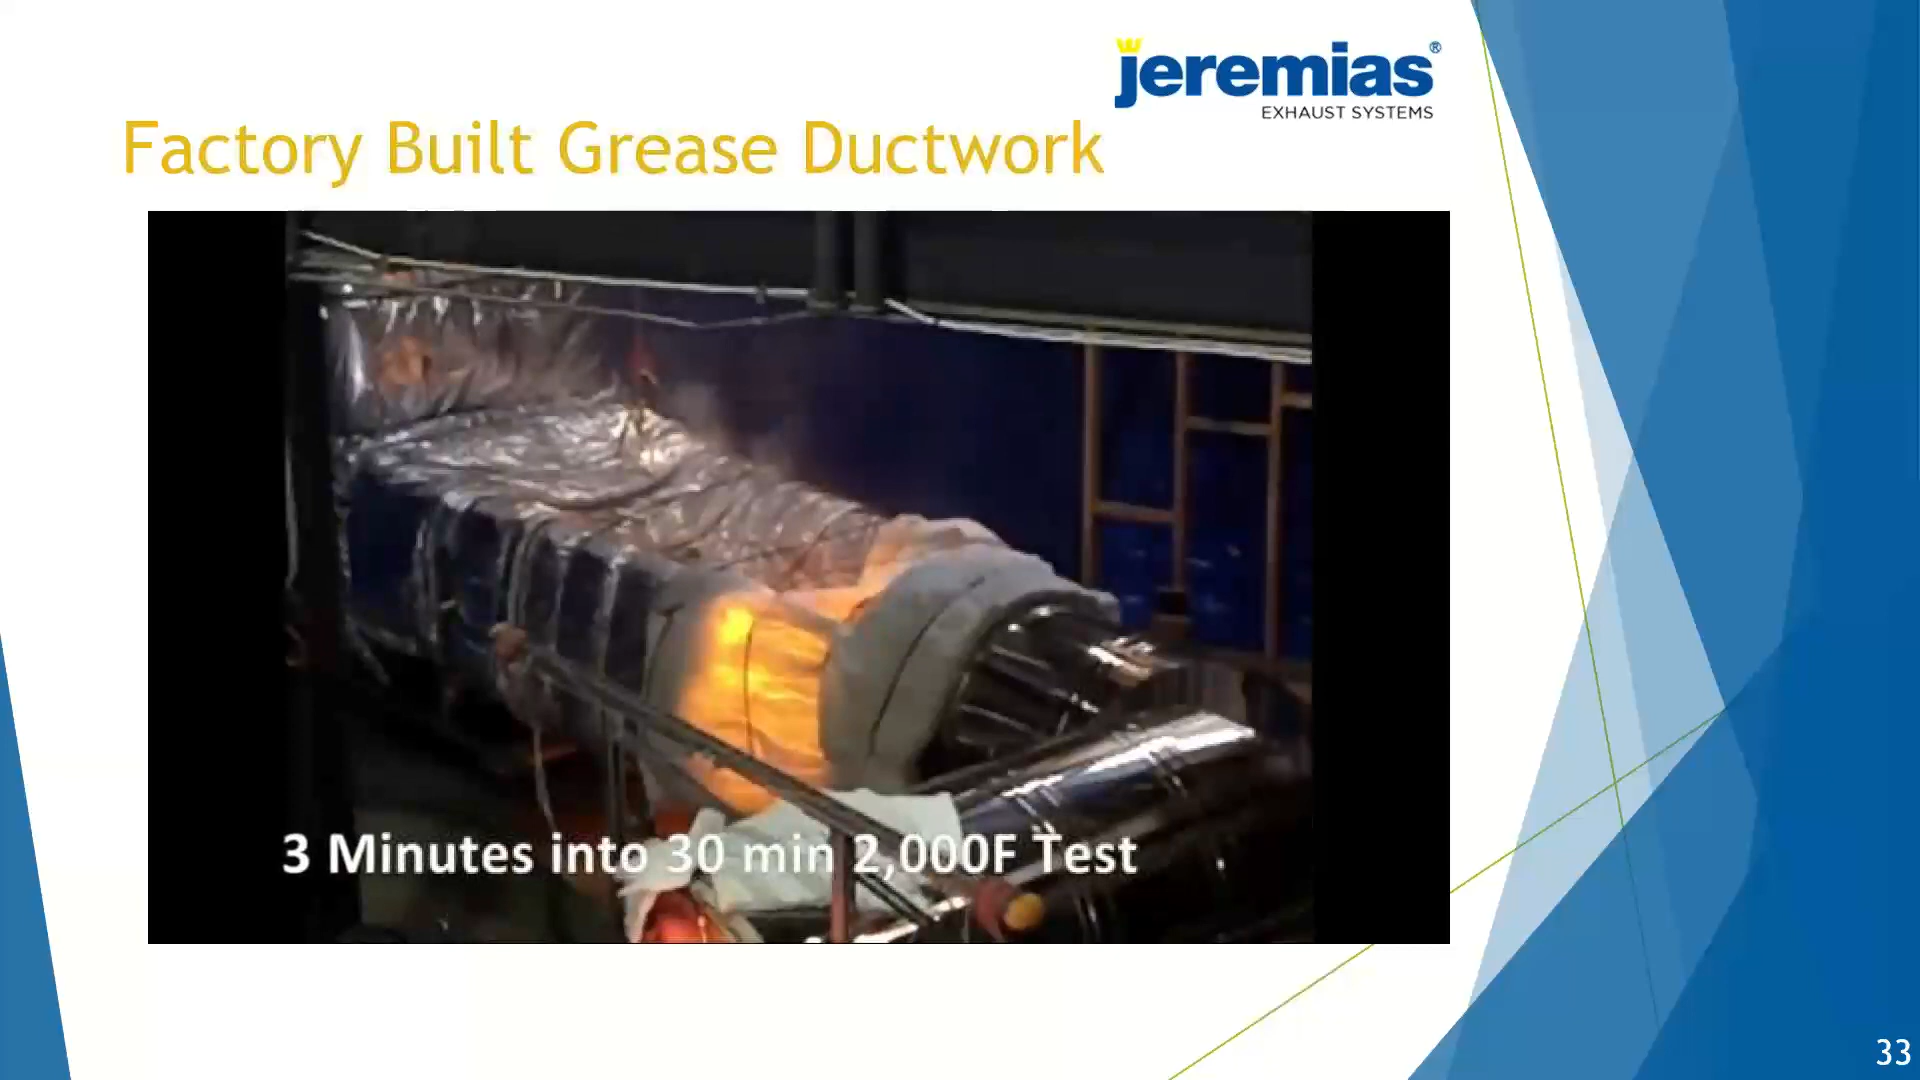 jeremias®
EXHAUST SYSTEMS
Factory Built Grease Ductwork
3 Minutes into 30 min 2,000F Test
33